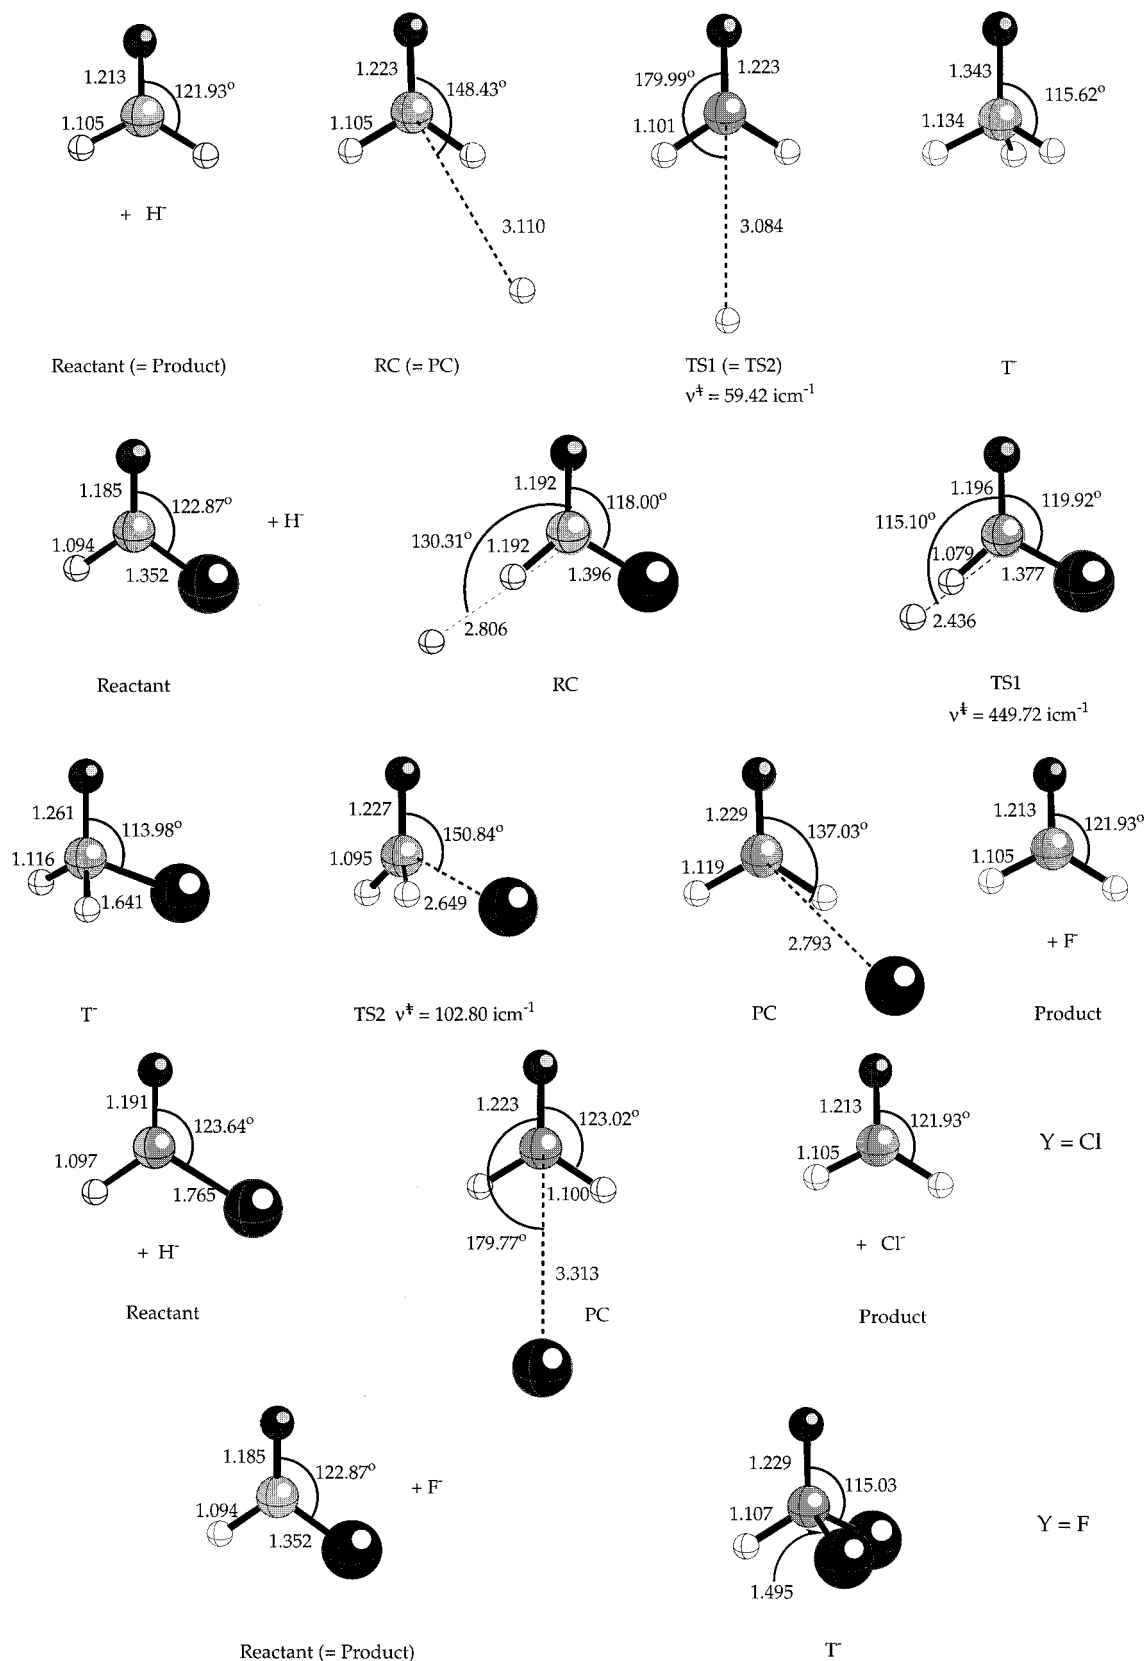 1.213
121.93°
1.105
+ H⁻
1.223
148.43°
1.105
3.110
179.99°
1.223
1.101
3.084
1.343
115.62°
1.134
Reactant (= Product)
RC (= PC)
TS1 (= TS2)
ν‡ = 59.42 icm⁻¹
T⁻
1.185
122.87°
+ H⁻
1.094
1.352
1.192
118.00°
130.31°
1.192
1.396
2.806
1.196
119.92°
115.10°
1.079
1.377
2.436
Reactant
RC
TS1
ν‡ = 449.72 icm⁻¹
1.261
113.98°
1.116
1.641
1.227
150.84°
1.095
2.649
1.229
137.03°
1.119
2.793
1.213
121.93°
1.105
+ F⁻
T⁻
TS2 ν‡ = 102.80 icm⁻¹
PC
Product
1.191
123.64°
1.097
1.765
+ H⁻
1.223
123.02°
1.100
179.77°
3.313
1.213
121.93°
1.105
+ Cl⁻
Y = Cl
Reactant
PC
Product
1.185
122.87°
+ F⁻
1.094
1.352
1.229
115.03
1.107
1.495
Y = F
Reactant (= Product)
T⁻